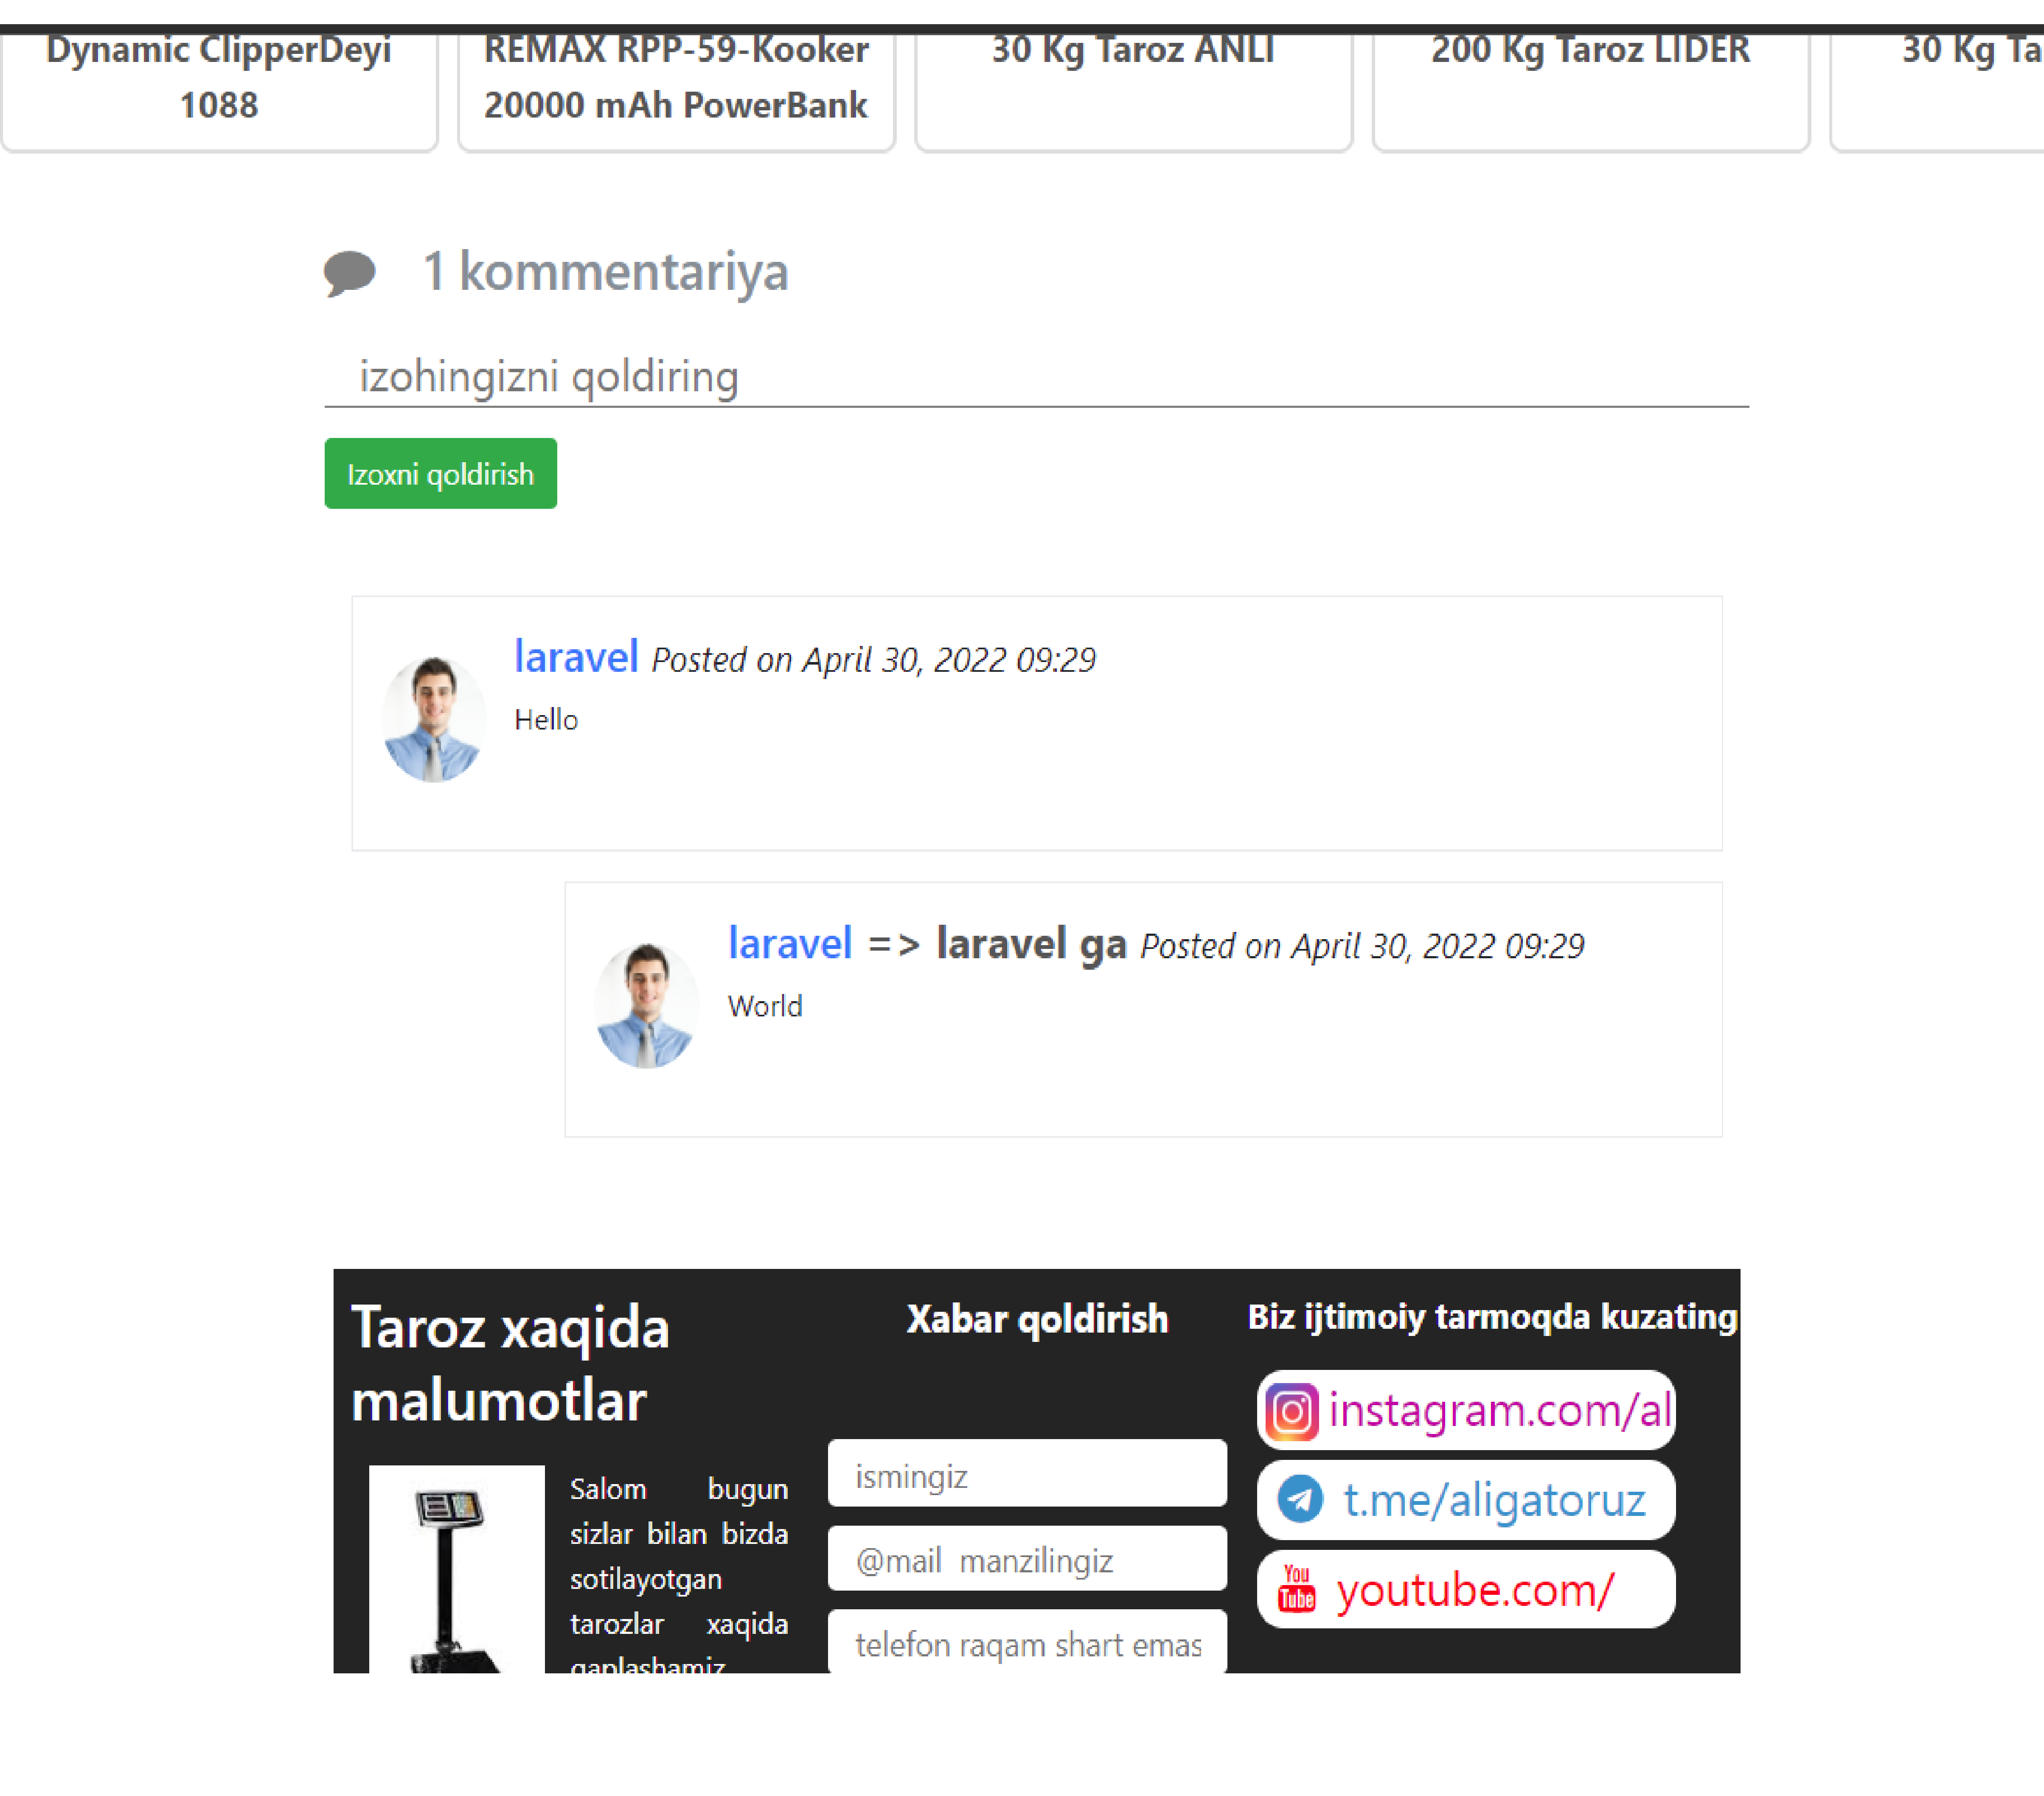 Dynamic ClipperDeyi
1088
REMAX RPP-59-Kooker
20000 mAh PowerBank
30 Kg Taroz ANLI
200 Kg Taroz LIDER
30 Kg Ta
1 kommentariya
izohingizni qoldiring
Izoxni qoldirish
laravel Posted on April 30, 2022 09:29
Hello
laravel => laravel ga Posted on April 30, 2022 09:29
World
Taroz xaqida
malumotlar
Salom bugun
sizlar bilan bizda
sotilayotgan
tarozlar xaqida
gaplashamiz
Xabar qoldirish
ismingiz
@mail manzilingiz
telefon raqam shart emas
Biz ijtimoiy tarmoqda kuzating
instagram.com/al
t.me/aligatoruz
You
Tube
youtube.com/